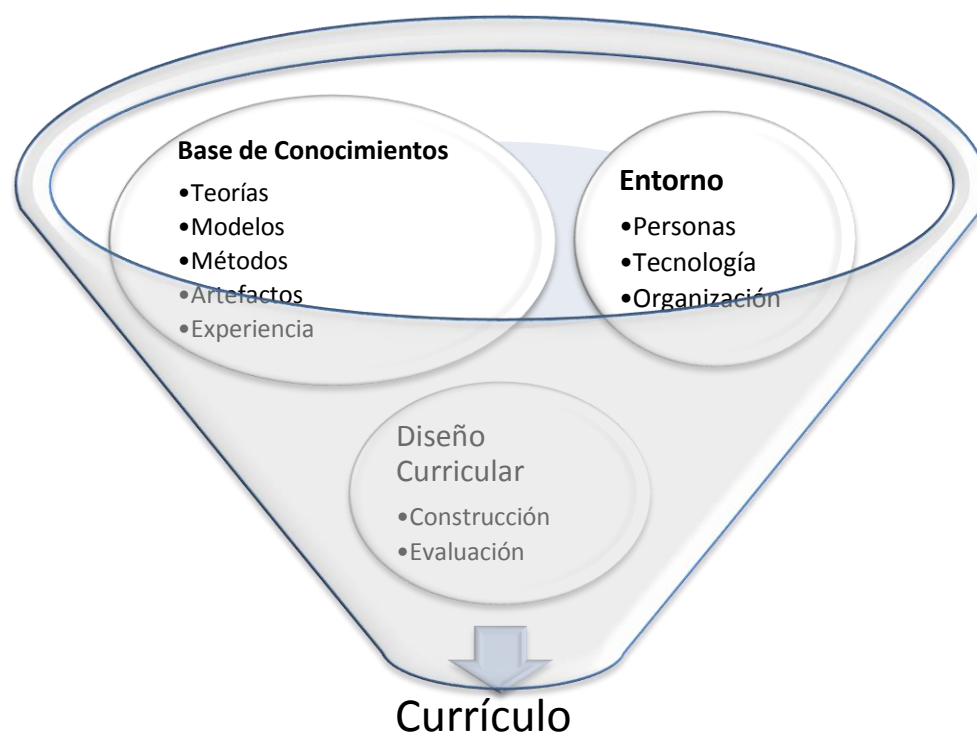 Base de Conocimientos
•Teorías
•Modelos
•Métodos
•Artefactos
•Experiencia
Entorno
•Personas
•Tecnología
•Organización
Diseño
Curricular
•Construcción
•Evaluación
Currículo